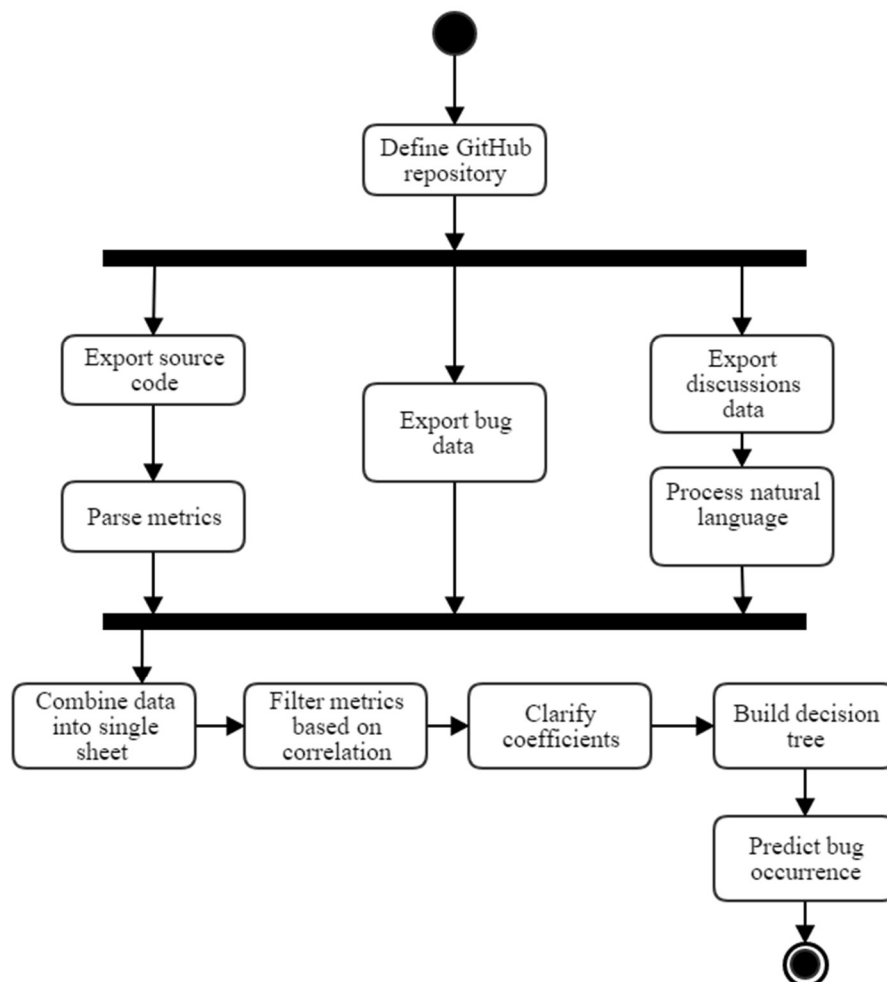 Define GitHub
repository
Export source
code
Export bug
data
Export
discussions
data
Parse metrics
Process natural
language
Combine data
into single
sheet
Filter metrics
based on
correlation
Clarify
coefficients
Build decision
tree
Predict bug
occurrence